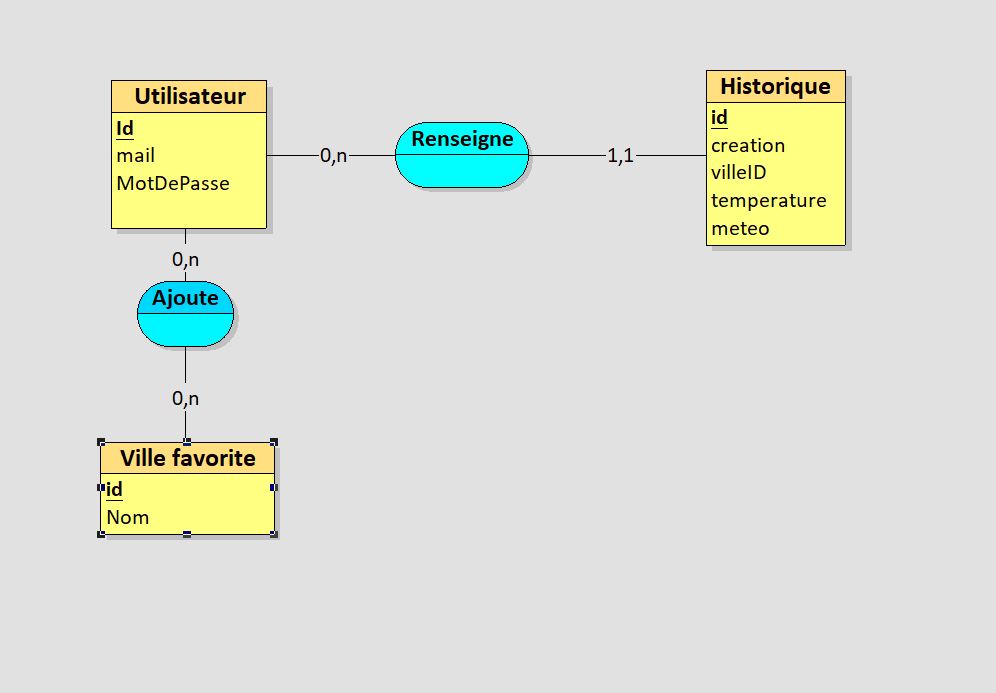 Utilisateur
Id
mail
MotDePasse
0,n
Renseigne
1,1
Historique
id
creation
villeID
temperature
meteo
0,n
Ajoute
0,n
Ville favorite
id
Nom